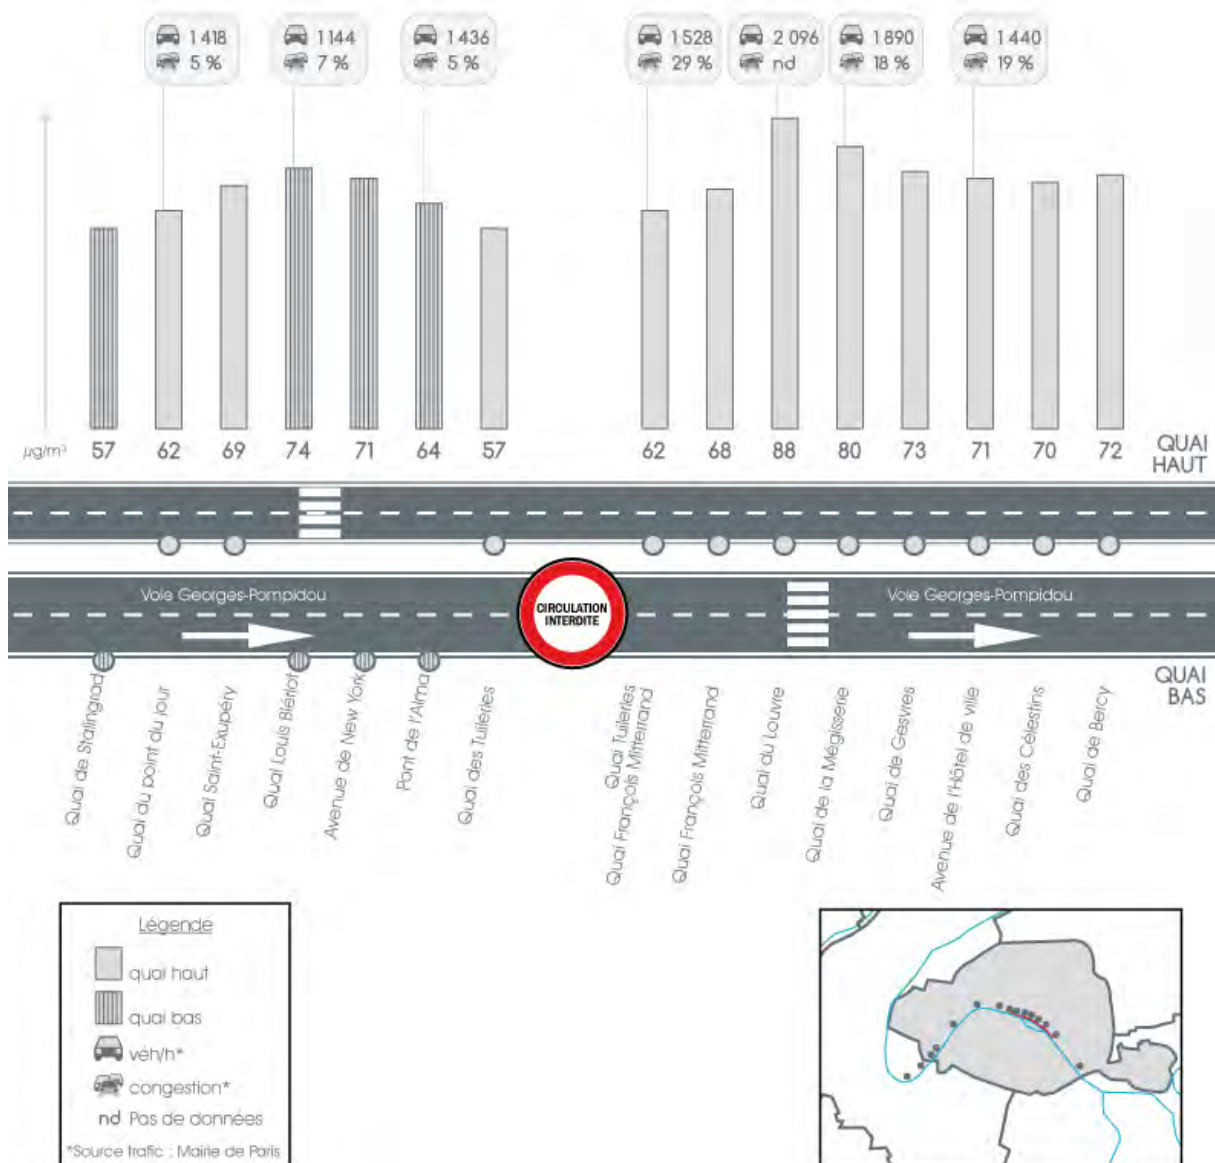 1 418
5 %
1 144
7 %
1 436
5 %
1 528
29 %
2 096
nd
1 890
18 %
1 440
19 %
µg/m³
57
62
69
74
71
64
57
62
68
88
80
73
71
70
72
QUAI
HAUT
Voie Georges-Pompidou
CIRCULATION
INTERDITE
Voie Georges-Pompidou
QUAI
BAS
Quai de Stalingrad
Quai du point du jour
Quai Saint-Exupéry
Quai Louis Blériot
Avenue de New York
Pont de l'Alma
Quai des Tuileries
Quai Tuileries
Quai François Mitterrand
Quai François Mitterrand
Quai du Louvre
Quai de la Mégisserie
Quai de Gesvres
Avenue de l'Hôtel de ville
Quai des Célestins
Quai de Bercy
Légende
quai haut
quai bas
véh/h*
congestion*
nd Pas de données
*Source trafic : Mairie de Paris